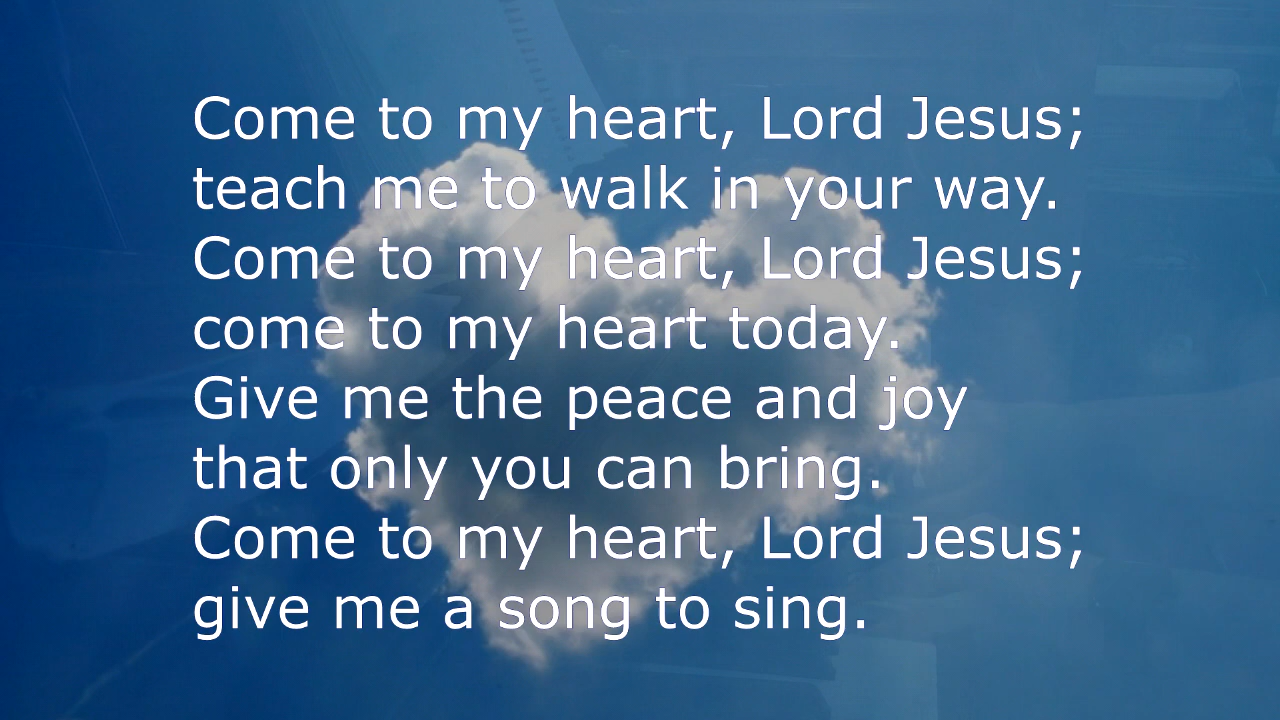 Come to my heart, Lord Jesus;
teach me to walk in your way.
Come to my heart, Lord Jesus;
come to my heart today.
Give me the peace and joy
that only you can bring.
Come to my heart, Lord Jesus;
give me a song to sing.